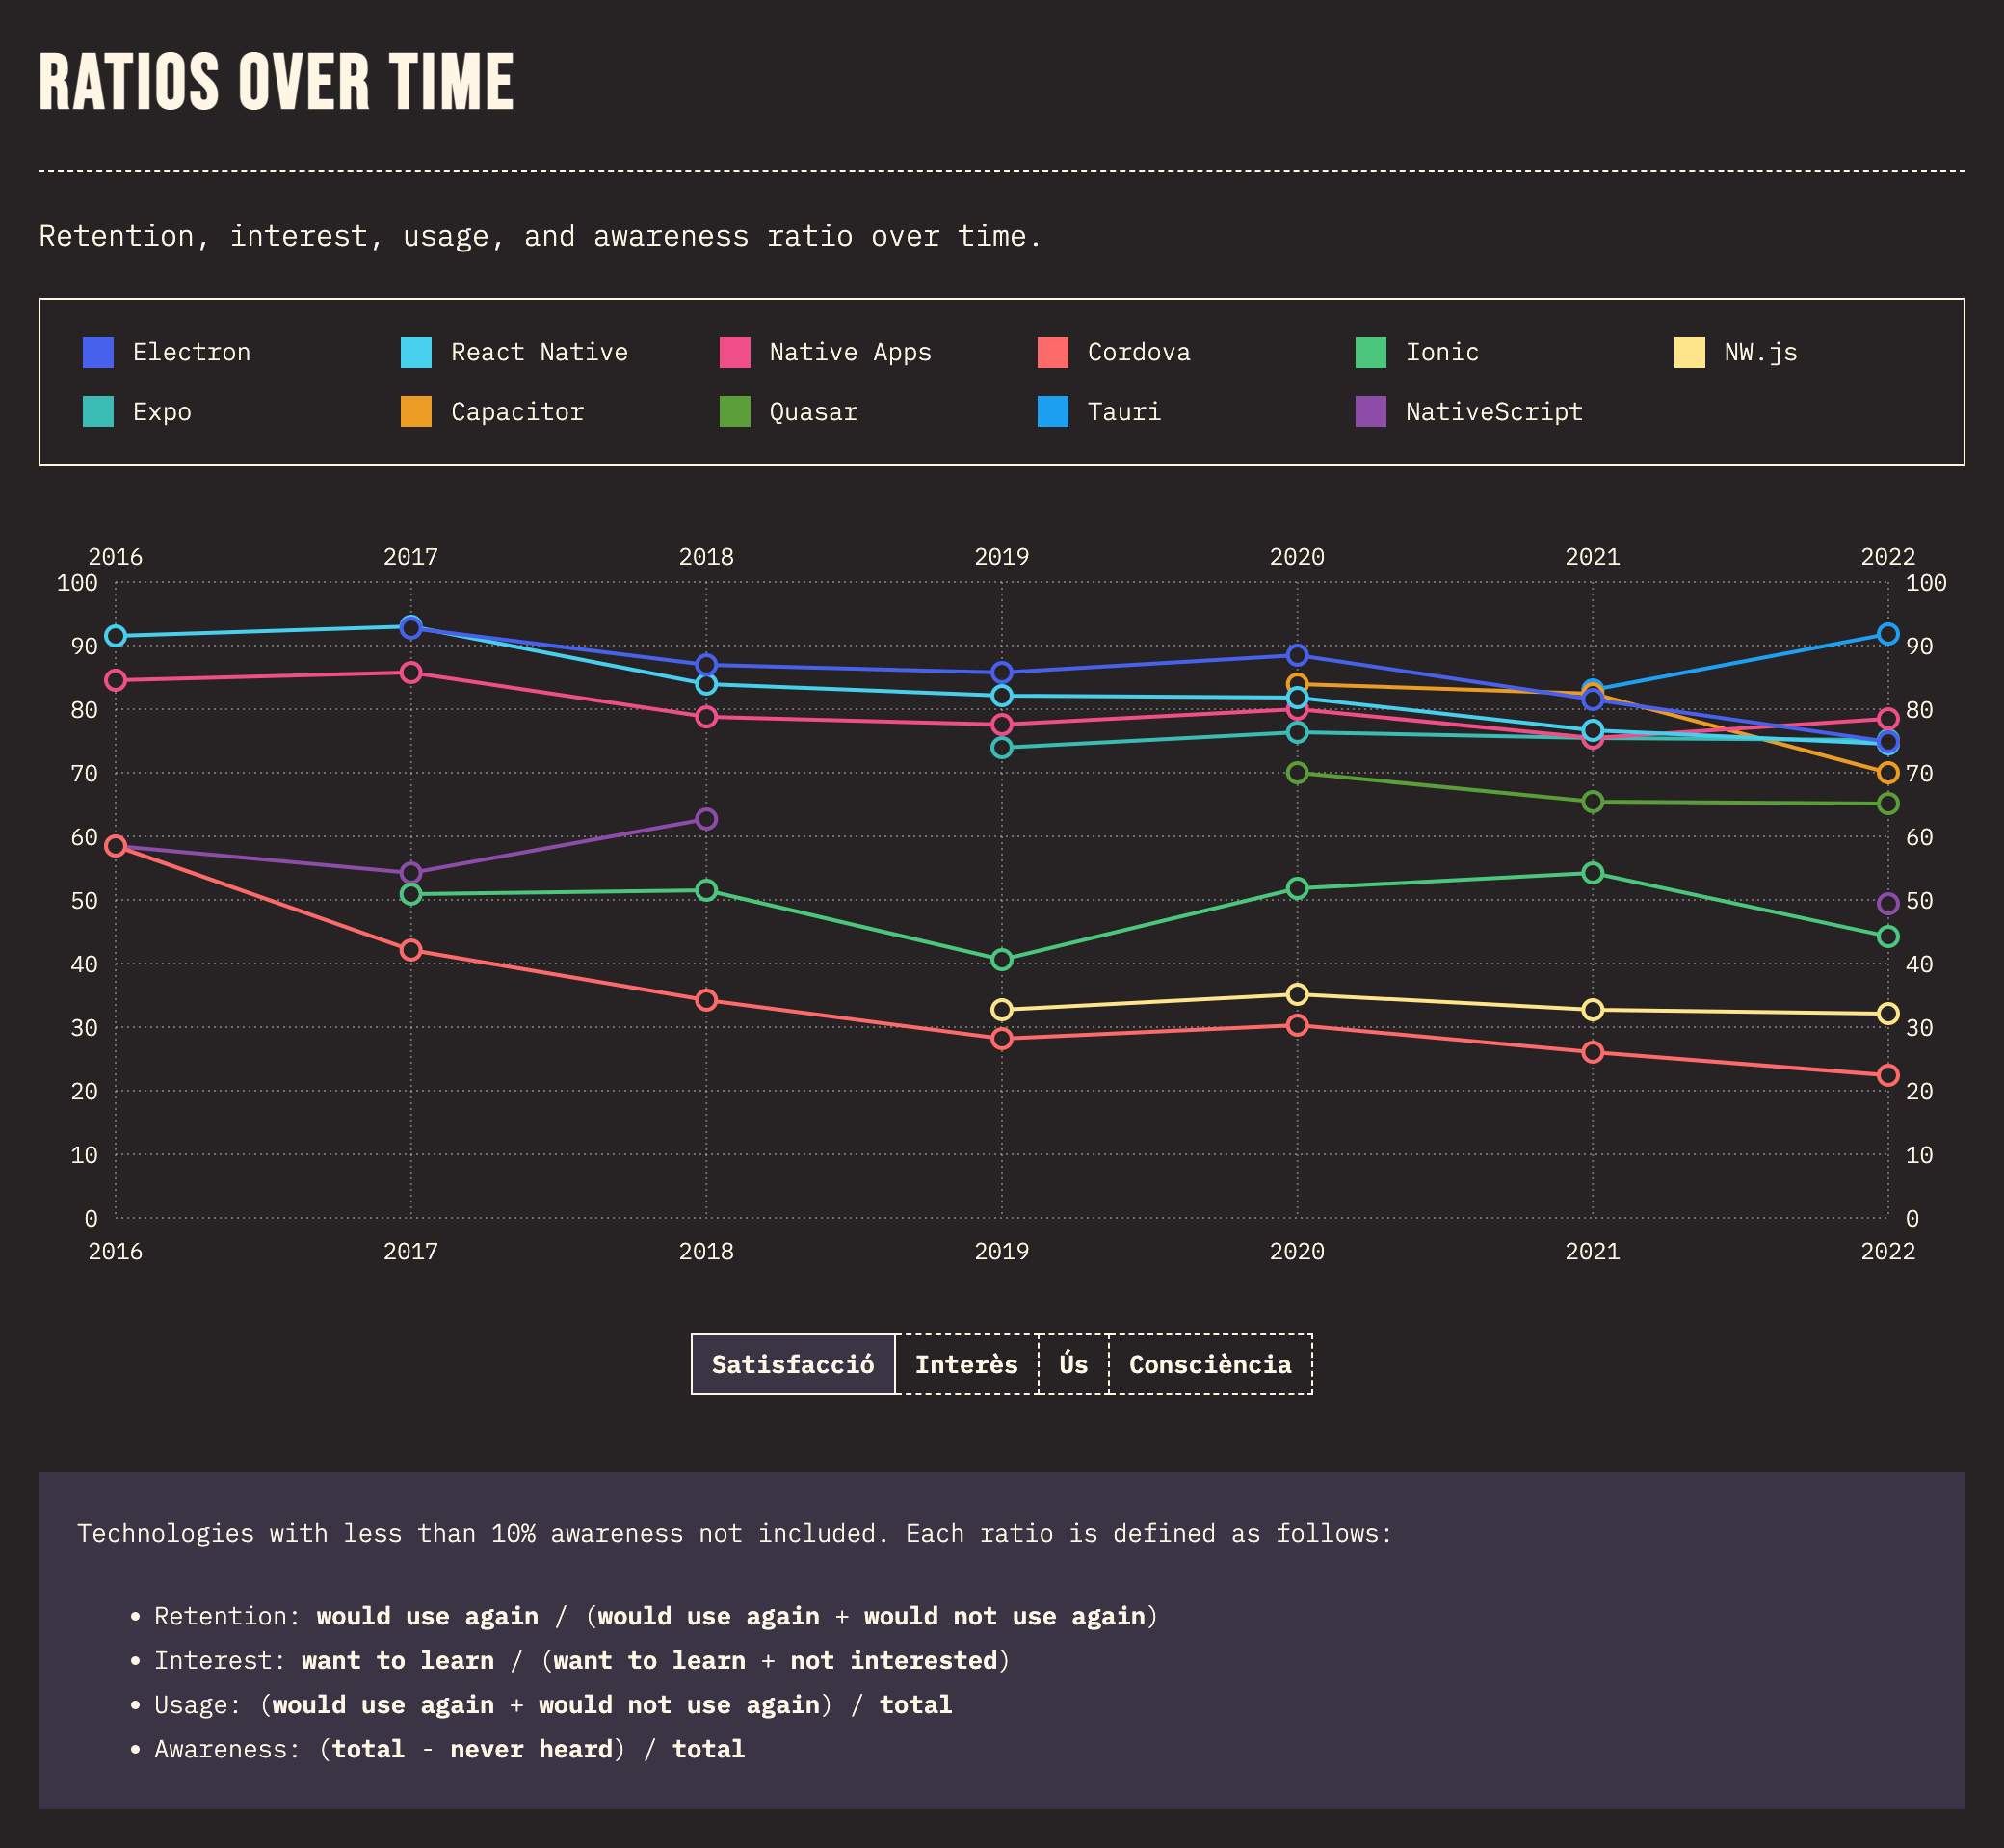 RATIOS OVER TIME
Retention, interest, usage, and awareness ratio over time.
Electron React Native Native Apps Cordova Ionic NW.js
Expo Capacitor Quasar Tauri NativeScript
2016 2017 2018 2019 2020 2021 2022
100 100
90 90
80 80
70 70
60 60
50 50
40 40
30 30
20 20
10 10
0 0
2016 2017 2018 2019 2020 2021 2022
Satisfacció Interès Ús Consciència
Technologies with less than 10% awareness not included. Each ratio is defined as follows:
• Retention: would use again / (would use again + would not use again)
• Interest: want to learn / (want to learn + not interested)
• Usage: (would use again + would not use again) / total
• Awareness: (total - never heard) / total